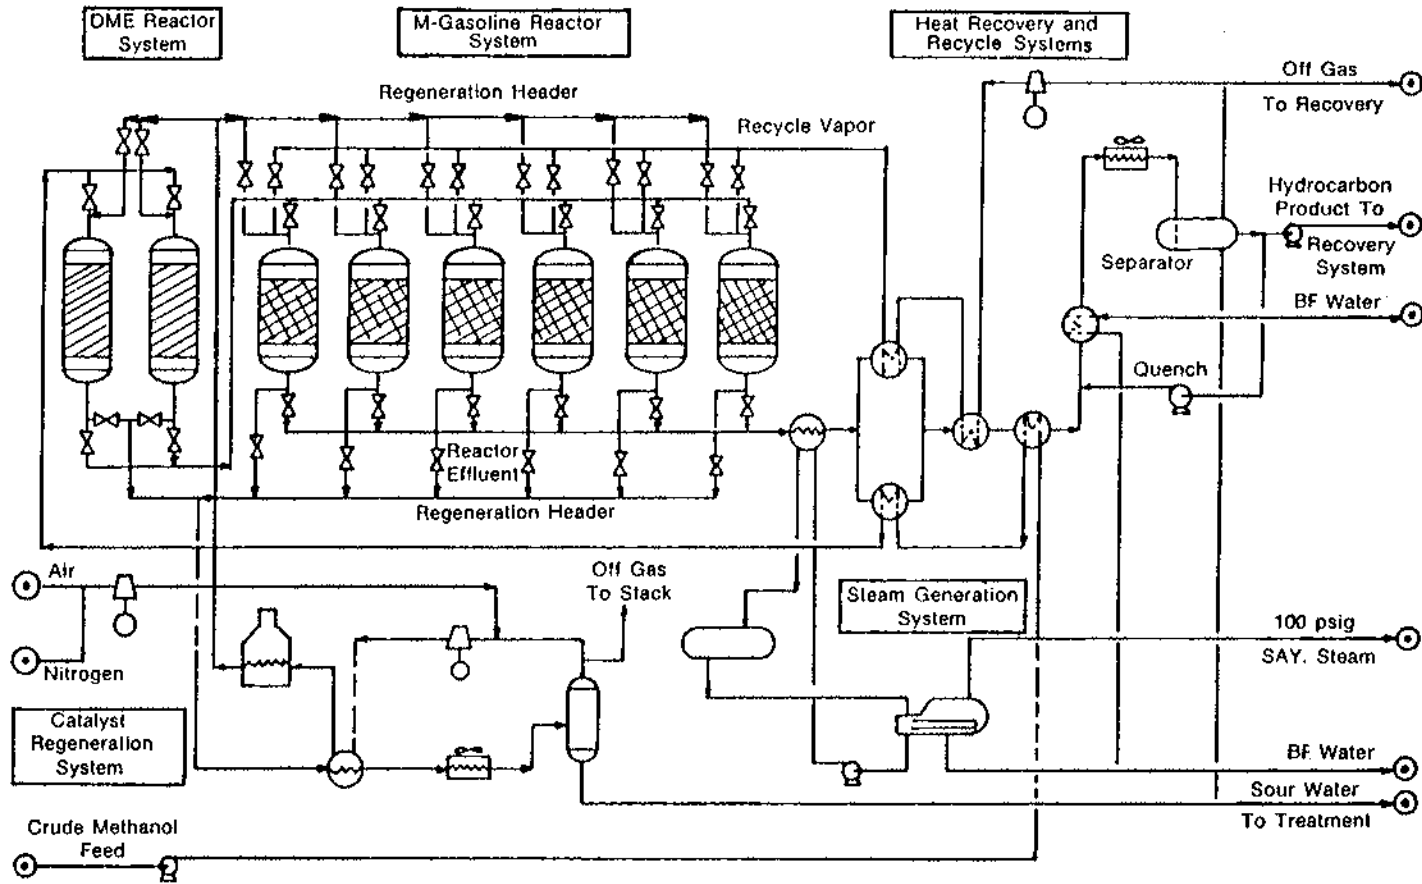 DME Reactor
System
M-Gasoline Reactor
System
Heat Recovery and
Recycle Systems
Regeneration Header
Recycle Vapor
Off Gas
To Recovery
Hydrocarbon
Product To
Recovery
System
Separator
BF Water
Quench
Reactor
Effluent
Regeneration Header
Air
Nitrogen
Off Gas
To Stack
Steam Generation
System
100 psig
SAY. Steam
Catalyst
Regeneration
System
BF Water
Sour Water
To Treatment
Crude Methanol
Feed